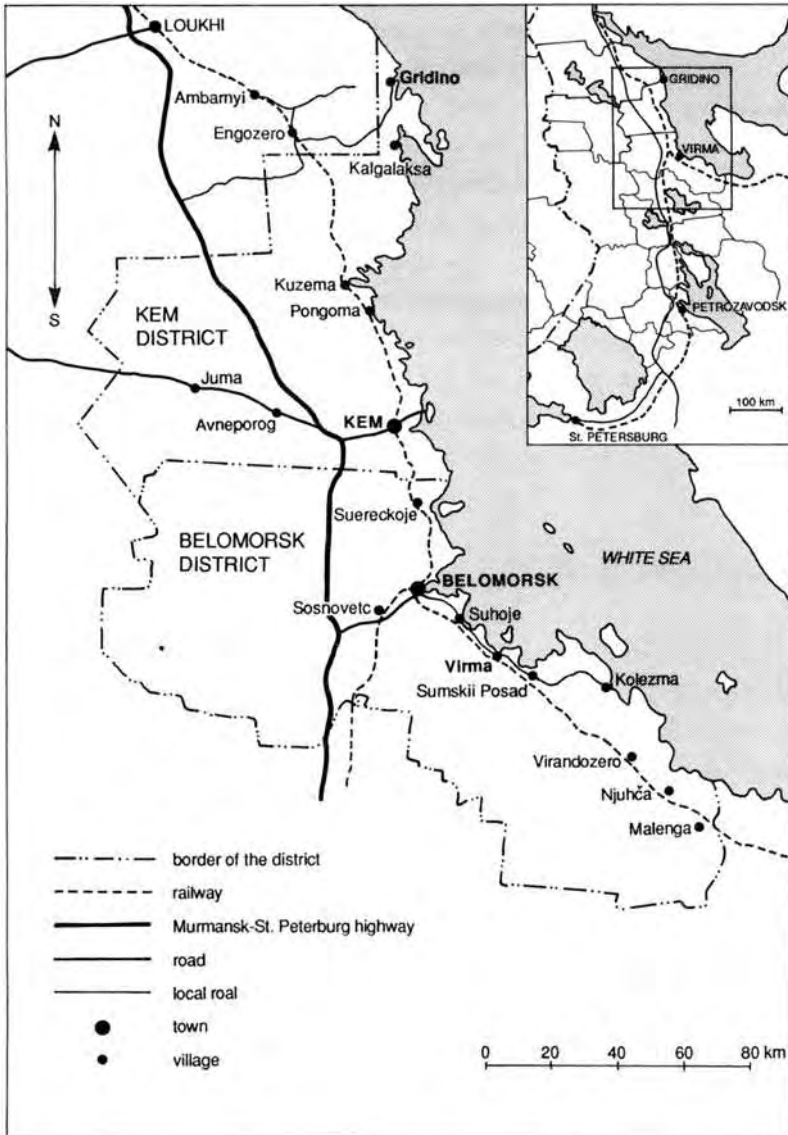 LOUKHI
Gridino
Ambarnyi
Engozero
Kalgalaksa
N
S
Kuzema
Pongoma
KEM
DISTRICT
Juma
Avneporog
KEM
Suereckoje
BELOMORSK
DISTRICT
WHITE SEA
BELOMORSK
Sosnovetc
Suhoje
Virma
Sumskii Posad
Kolezma
Virandozero
Njuhča
Malenga
GRIDINO
VIRMA
PETROZAVODSK
100 km
St. PETERSBURG
border of the district
railway
Murmansk-St. Peterburg highway
road
local roal
town
village
0 20 40 60 80 km